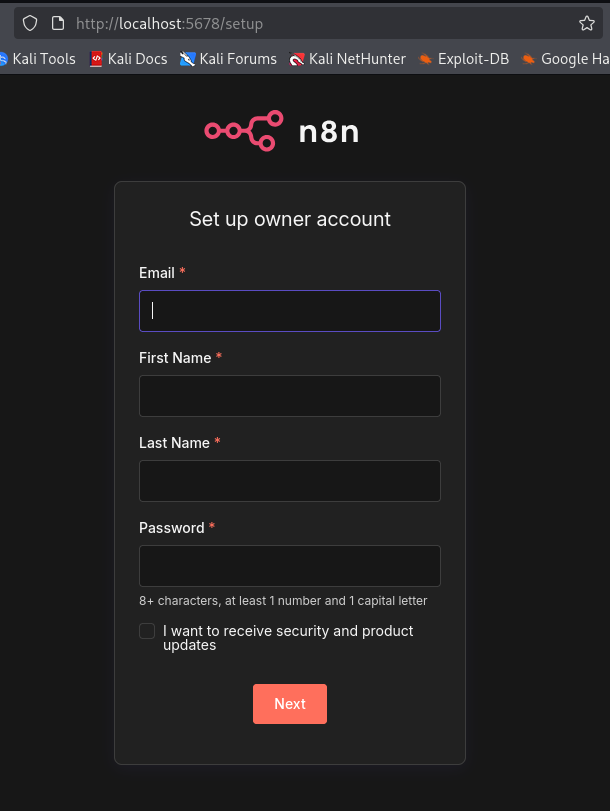 http://localhost:5678/setup
Kali Tools Kali Docs Kali Forums Kali NetHunter Exploit-DB Google Ha
n8n
Set up owner account
Email *
First Name *
Last Name *
Password *
8+ characters, at least 1 number and 1 capital letter
I want to receive security and product
updates
Next